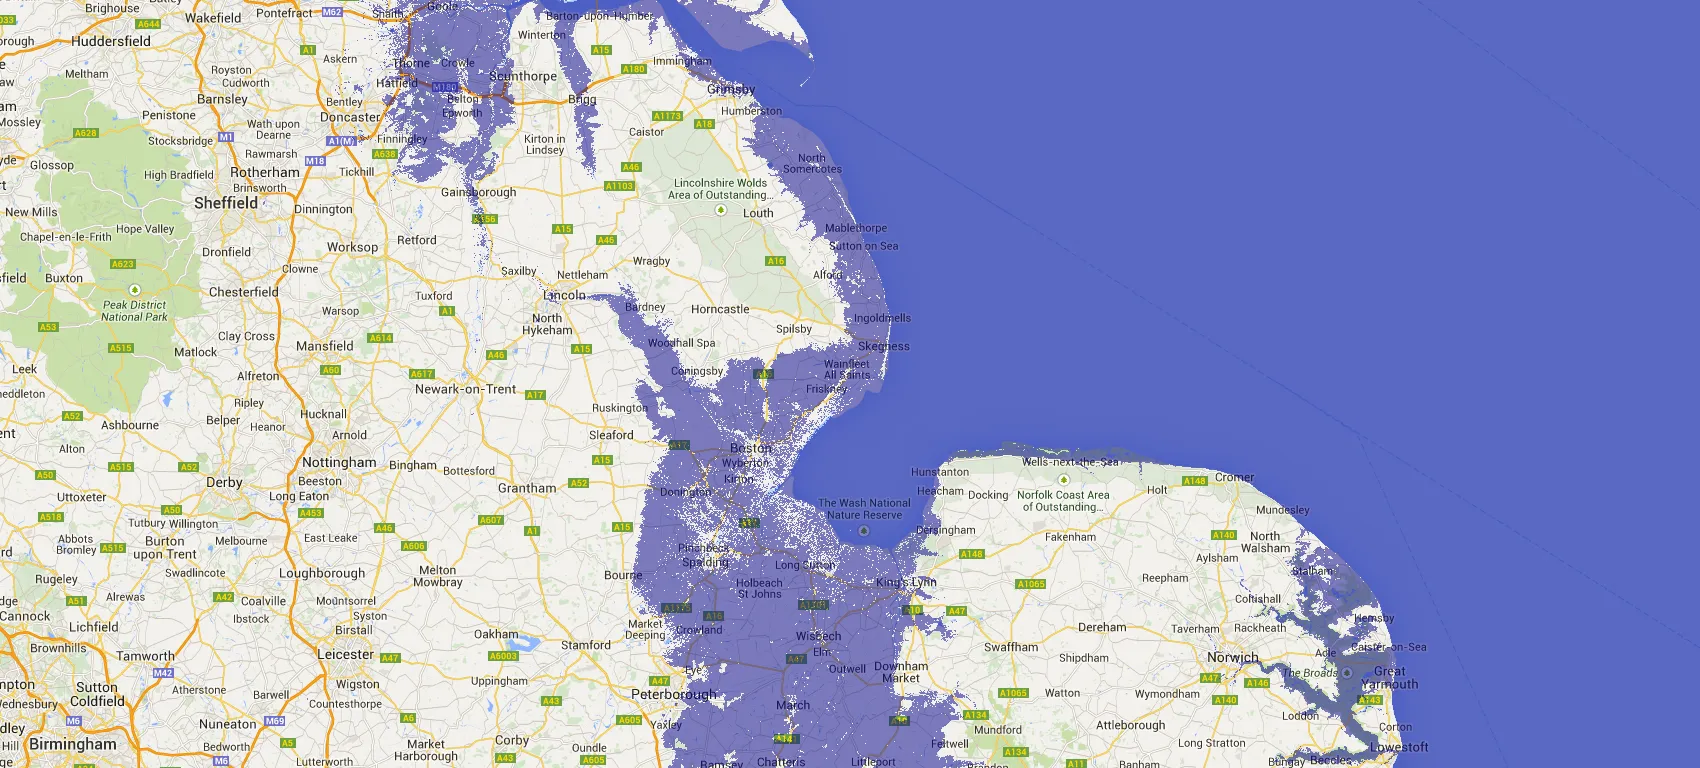 Brighouse
Pontefract
M62
Snaith
Goole
Barton-upon-Humber
A644
Wakefield
Winterton
Huddersfield
A1
Askern
A15
Thorne
Crowle
Immingham
Meltham
Royston
Cudworth
Hatfield
Scunthorpe
A180
M180
Grimsby
Barnsley
Bentley
Belton
Brigg
Doncaster
Epworth
Humberston
Mossley
Penistone
A1173
A628
Wath upon
Dearne
A18
M1
A1(M)
Finningley
Caistor
Stocksbridge
Kirton in
Lindsey
Rawmarsh
A638
Glossop
M18
North
Somercotes
High Bradfield
Rotherham
Tickhill
A46
Brinsworth
Gainsborough
A1103
Lincolnshire Wolds
Area of Outstanding...
Sheffield
Dinnington
New Mills
A156
Louth
Hope Valley
A15
Mablethorpe
Chapel-en-le-Frith
Worksop
Retford
A46
Sutton on Sea
Dronfield
A623
Clowne
Wragby
A16
Saxilby
Nettleham
Alford
Buxton
Chesterfield
Tuxford
Lincoln
Peak District
National Park
Warsop
A1
Bardney
Horncastle
Ingoldmells
A53
North
Hykeham
Spilsby
Clay Cross
A614
Woodhall Spa
Skegness
A515
Matlock
Mansfield
A46
A15
Leek
A60
A617
Coningsby
A16
Wainfleet
All Saints
Alfreton
Newark-on-Trent
A17
Friskney
Ripley
A52
Hucknall
Ruskington
Ashbourne
Belper
Heanor
Arnold
Sleaford
A17
Boston
Alton
Nottingham
Bingham
A15
Wyberton
Wells-next-the-Sea
A50
A515
A52
Bottesford
Kirton
Hunstanton
Cromer
Derby
Beeston
A52
Donington
Heacham
Docking
Norfolk Coast Area
of Outstanding...
Holt
A148
Uttoxeter
Long Eaton
Grantham
The Wash National
Nature Reserve
Mundesley
A518
A50
A453
A607
A17
Tutbury
Willington
A46
A1
A15
Dersingham
Abbots
Bromley
A515
Burton
upon Trent
Melbourne
East Leake
A606
Pinchbeck
Spalding
A148
Fakenham
A140
North
Walsham
Aylsham
Rugeley
Swadlincote
Loughborough
Melton
Mowbray
Bourne
Long Sutton
Stalham
A51
Alrewas
A42
Coalville
Mountsorrel
Holbeach
St Johns
King's Lynn
A1065
Reepham
Cannock
Ibstock
Syston
A16
A10
A47
Coltishall
Lichfield
Birstall
Oakham
Market
Deeping
Crowland
Hemsby
Brownhills
Stamford
Wisbech
Dereham
Taverham
Rackheath
Tamworth
Leicester
A47
A6003
Elm
Swaffham
Acle
Caister-on-Sea
M42
A47
Shipdham
Norwich
Eye
Outwell
Downham
Market
The Broads
Great
Yarmouth
Sutton
Coldfield
Atherstone
Barwell
Wigston
Uppingham
A47
A47
A146
Countesthorpe
A43
Peterborough
A1065
Watton
Wymondham
A140
A143
M6
Nuneaton
M69
A6
A605
March
A10
A134
Loddon
Birmingham
Bedworth
A5
Market
Harborough
Corby
Yaxley
Mundford
Attleborough
Corton
Hill
M6
Lutterworth
A43
Oundle
A605
Ramsey
Chatteris
Littleport
Feltwell
A134
Brandon
A11
Banham
Long Stratton
Bungay
Beccles
Lowestoft